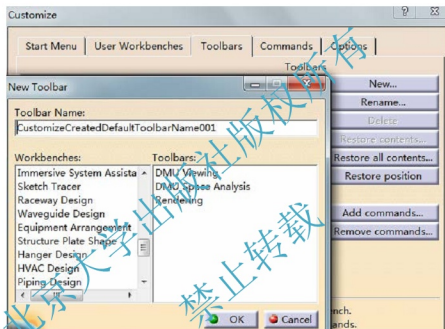 Customize
Start Menu | User Workbenches | Toolbars | Commands | Options
Toolbars
New Toolbar
New...
Toolbar Name:
Rename...
CustomizeCreatedDefaultToolbarName001
Delete
Restore contents...
Workbenches: Toolbars:
Restore all contents...
Immersive System Assista
DMU Viewing
Restore position
Sketch Tracer
DMU Space Analysis
Raceway Design
Rendering
Waveguide Design
Equipment Arrangement
Add commands...
Structure Plate Shape
Remove commands...
Hanger Design
HVAC Design
Piping Design
OK
Cancel
nch.
ands.
北京大学出版社版权所有
禁止转载